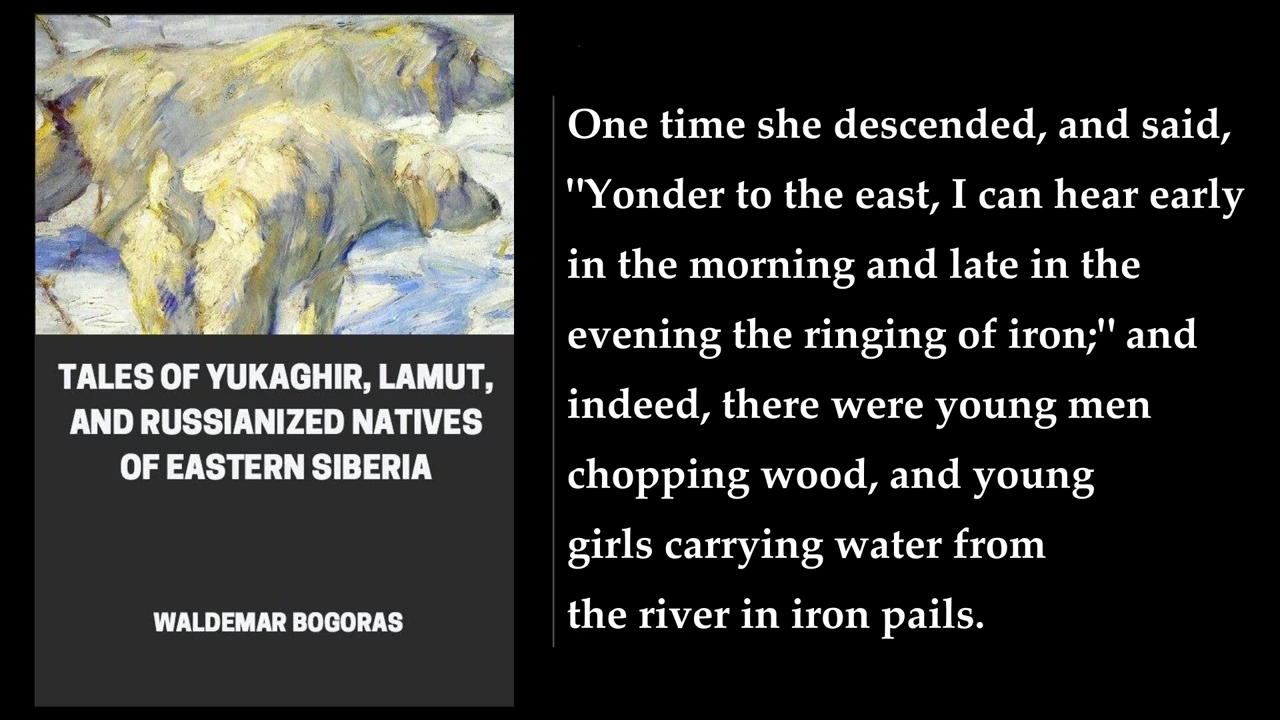 TALES OF YUKAGHIR, LAMUT,
AND RUSSIANIZED NATIVES
OF EASTERN SIBERIA
WALDEMAR BOGORAS
One time she descended, and said,
"Yonder to the east, I can hear early
in the morning and late in the
evening the ringing of iron;" and
indeed, there were young men
chopping wood, and young
girls carrying water from
the river in iron pails.